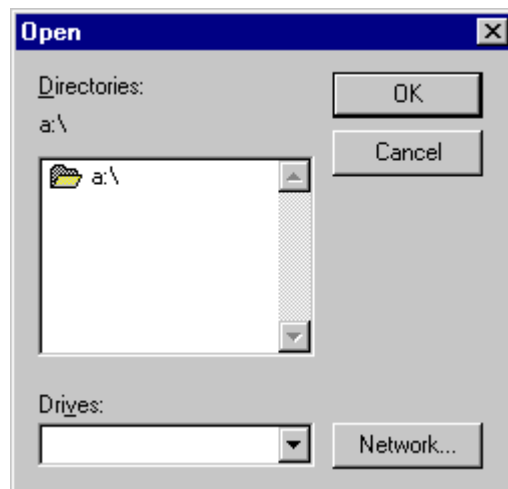 Open
Directories:
OK
a:\
Cancel
a:\
Drives:
Network...